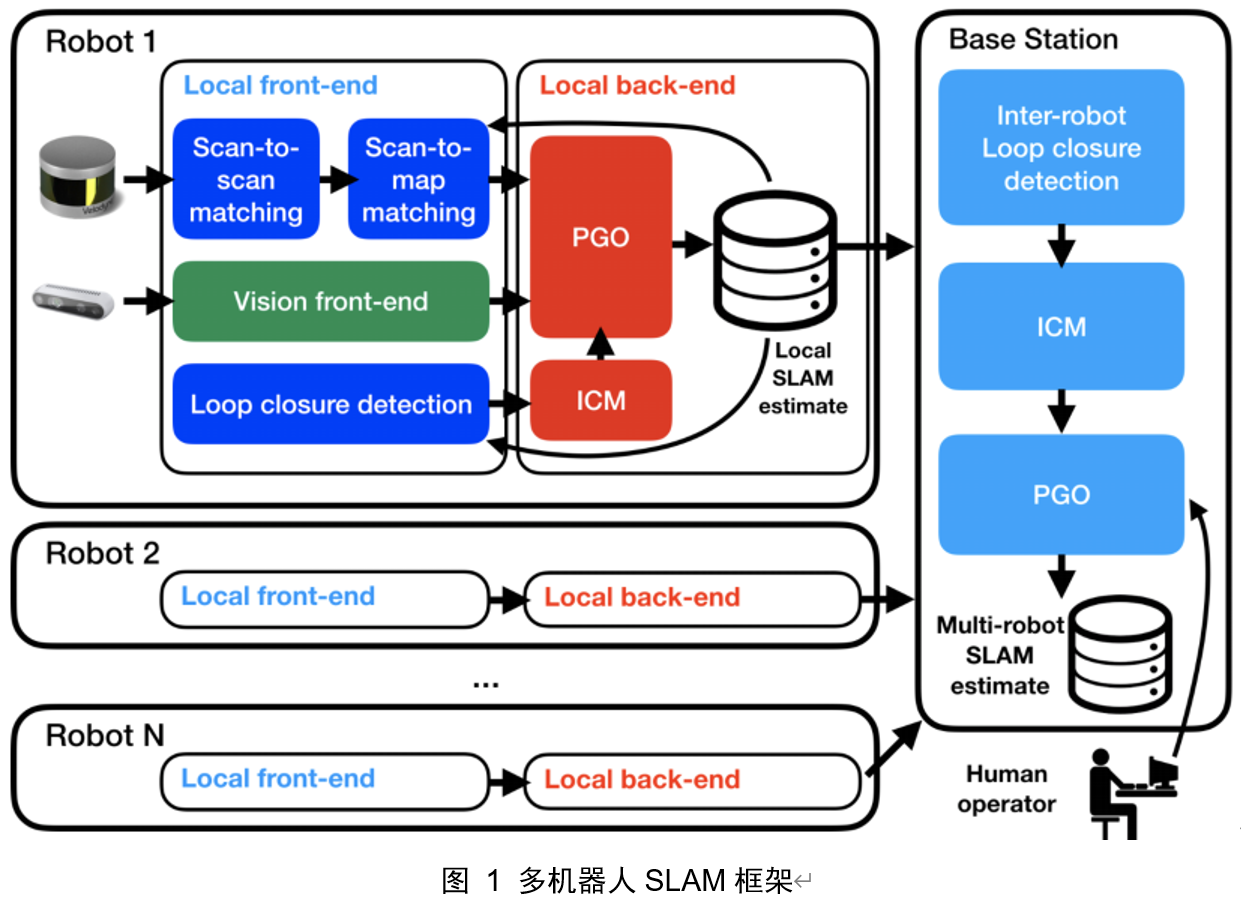 Robot 1
Local front-end
Scan-to-
scan
matching
Scan-to-
map
matching
Velodyne
Vision front-end
Loop closure detection
Local back-end
PGO
ICM
Local
SLAM
estimate
Robot 2
Local front-end
Local back-end
...
Robot N
Local front-end
Local back-end
Base Station
Inter-robot
Loop closure
detection
ICM
PGO
Multi-robot
SLAM
estimate
Human
operator
图 1 多机器人 SLAM 框架↵